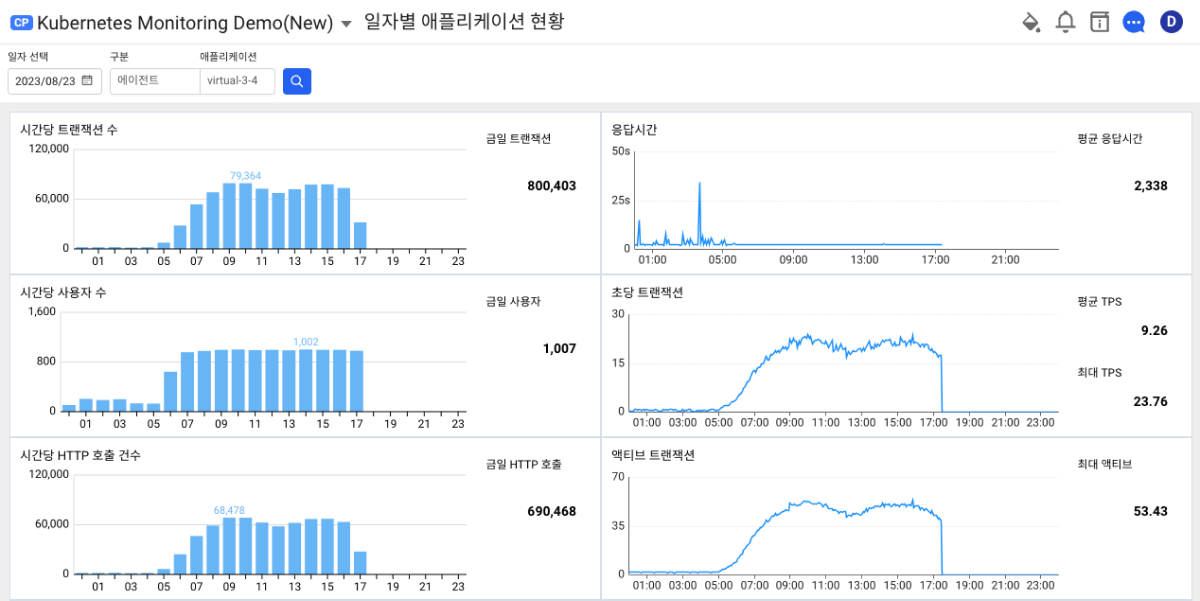 CP Kubernetes Monitoring Demo(New) 일자별 애플리케이션 현황
D
일자 선택 구분 애플리케이션
2023/08/23 에이전트 virtual-3-4
시간당 트랜잭션 수
120,000
60,000
0
79,364
01 03 05 07 09 11 13 15 17 19 21 23
금일 트랜잭션
800,403
응답시간
50s
25s
0
01:00 05:00 09:00 13:00 17:00 21:00
평균 응답시간
2,338
시간당 사용자 수
1,600
800
0
1,002
01 03 05 07 09 11 13 15 17 19 21 23
금일 사용자
1,007
초당 트랜잭션
30
15
0
01:00 03:00 05:00 07:00 09:00 11:00 13:00 15:00 17:00 19:00 21:00 23:00
평균 TPS
9.26
최대 TPS
23.76
시간당 HTTP 호출 건수
120,000
60,000
0
68,478
01 03 05 07 09 11 13 15 17 19 21 23
금일 HTTP 호출
690,468
액티브 트랜잭션
70
35
0
01:00 03:00 05:00 07:00 09:00 11:00 13:00 15:00 17:00 19:00 21:00 23:00
최대 액티브
53.43